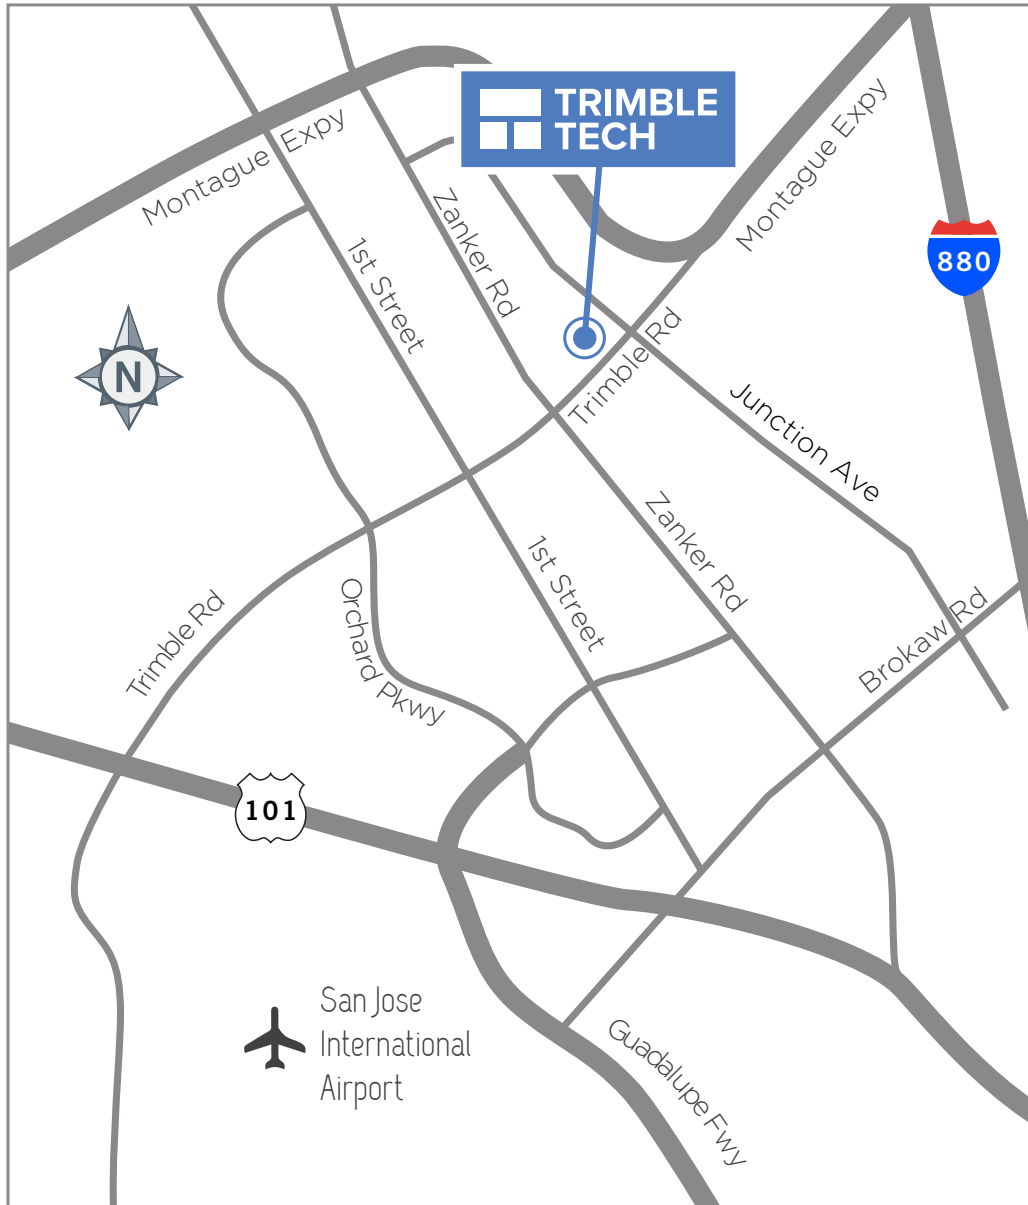 TRIMBLE
TECH
Montague Expy
Montague Expy
Zanker Rd
1st Street
880
N
Trimble Rd
Junction Ave
Zanker Rd
1st Street
Orchard Pkwy
Trimble Rd
Brokaw Rd
101
San Jose
International
Airport
Guadalupe Fwy